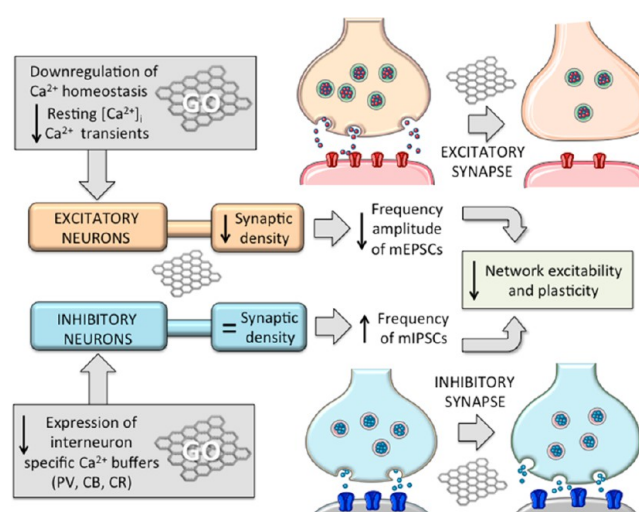 Downregulation of
Ca²⁺ homeostasis
↓ Resting [Ca²⁺]i
Ca²⁺ transients
GO
EXCITATORY
SYNAPSE
EXCITATORY
NEURONS
↓ Synaptic
density
↓ Frequency
amplitude
of mEPSCs
↓ Network excitability
and plasticity
INHIBITORY
NEURONS
= Synaptic
density
↑ Frequency
of mIPSCs
INHIBITORY
SYNAPSE
↓ Expression of
interneuron
specific Ca²⁺ buffers
(PV, CB, CR)
GO